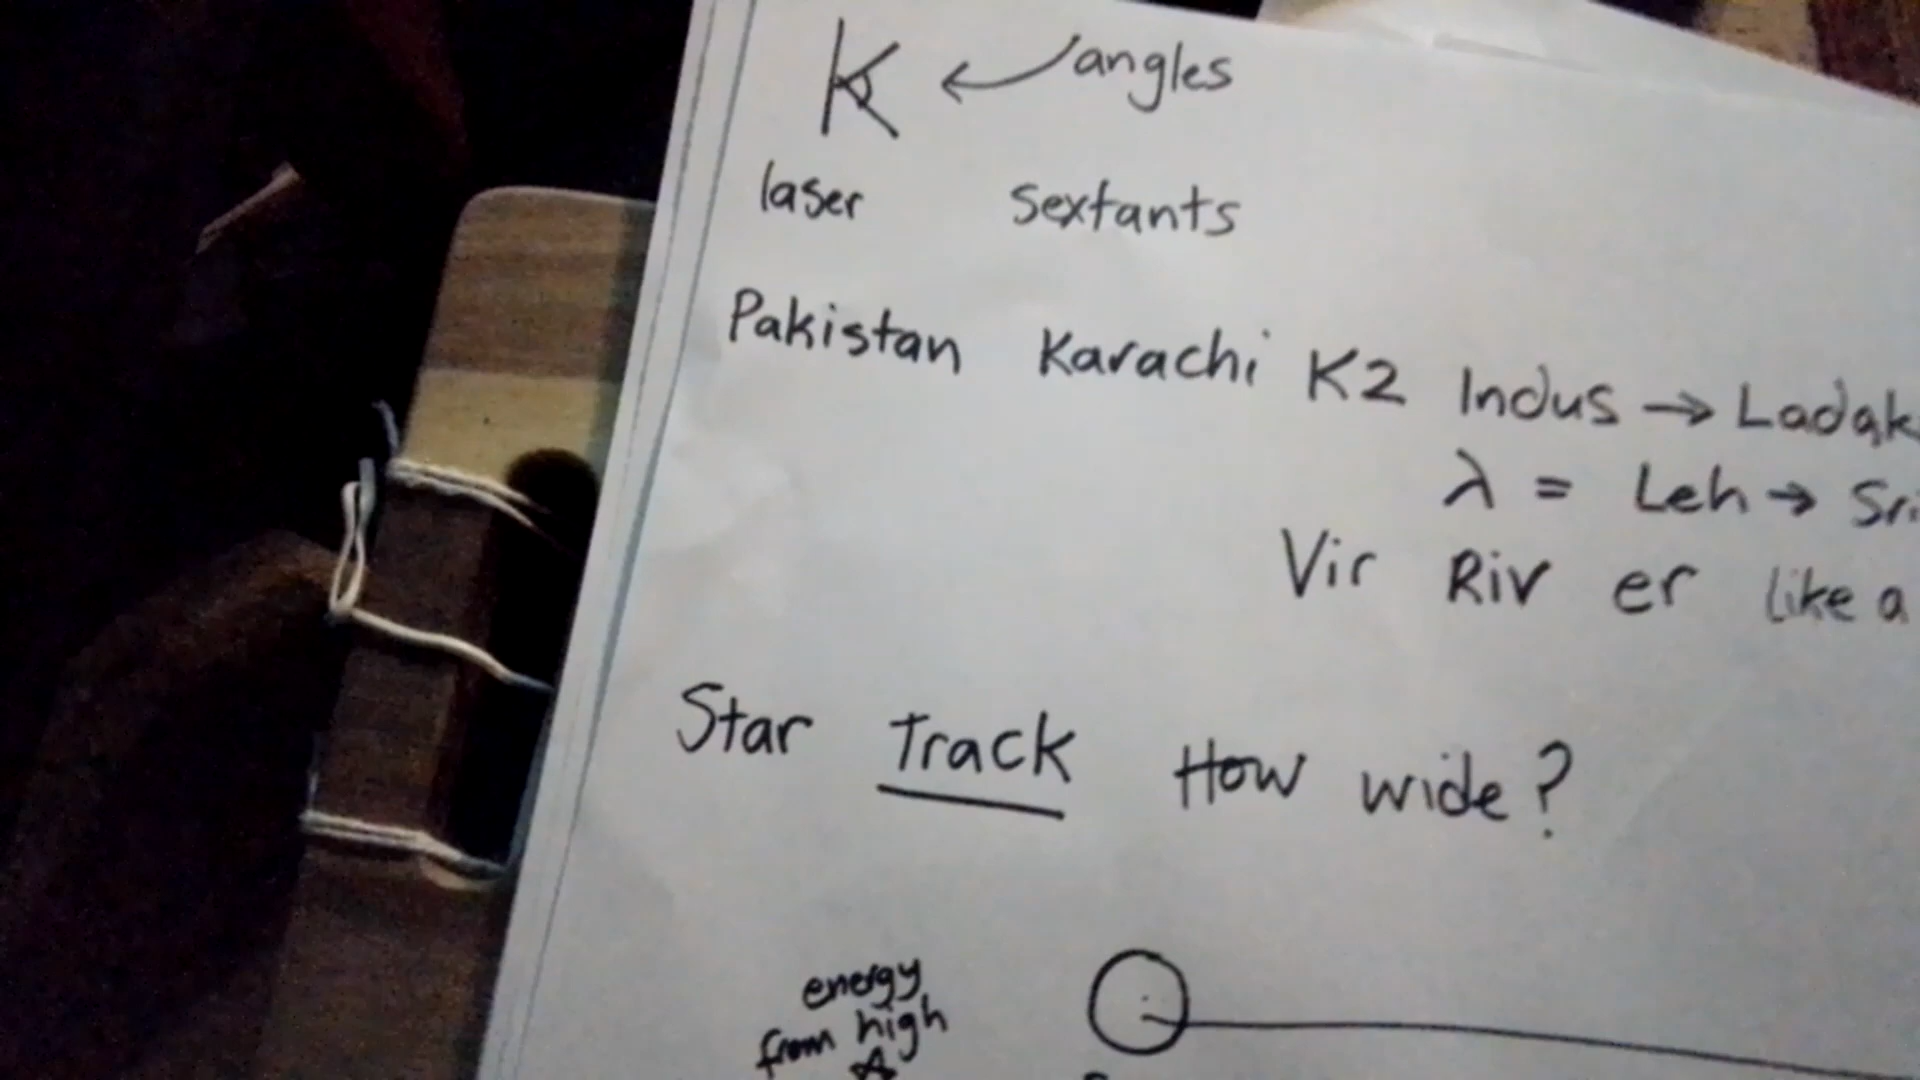 K ← angles
laser sextants
Pakistan Karachi K2 Indus → Ladak
λ = Leh → Sri
Vir Riv er like a
Star Track How wide?
energy
from high